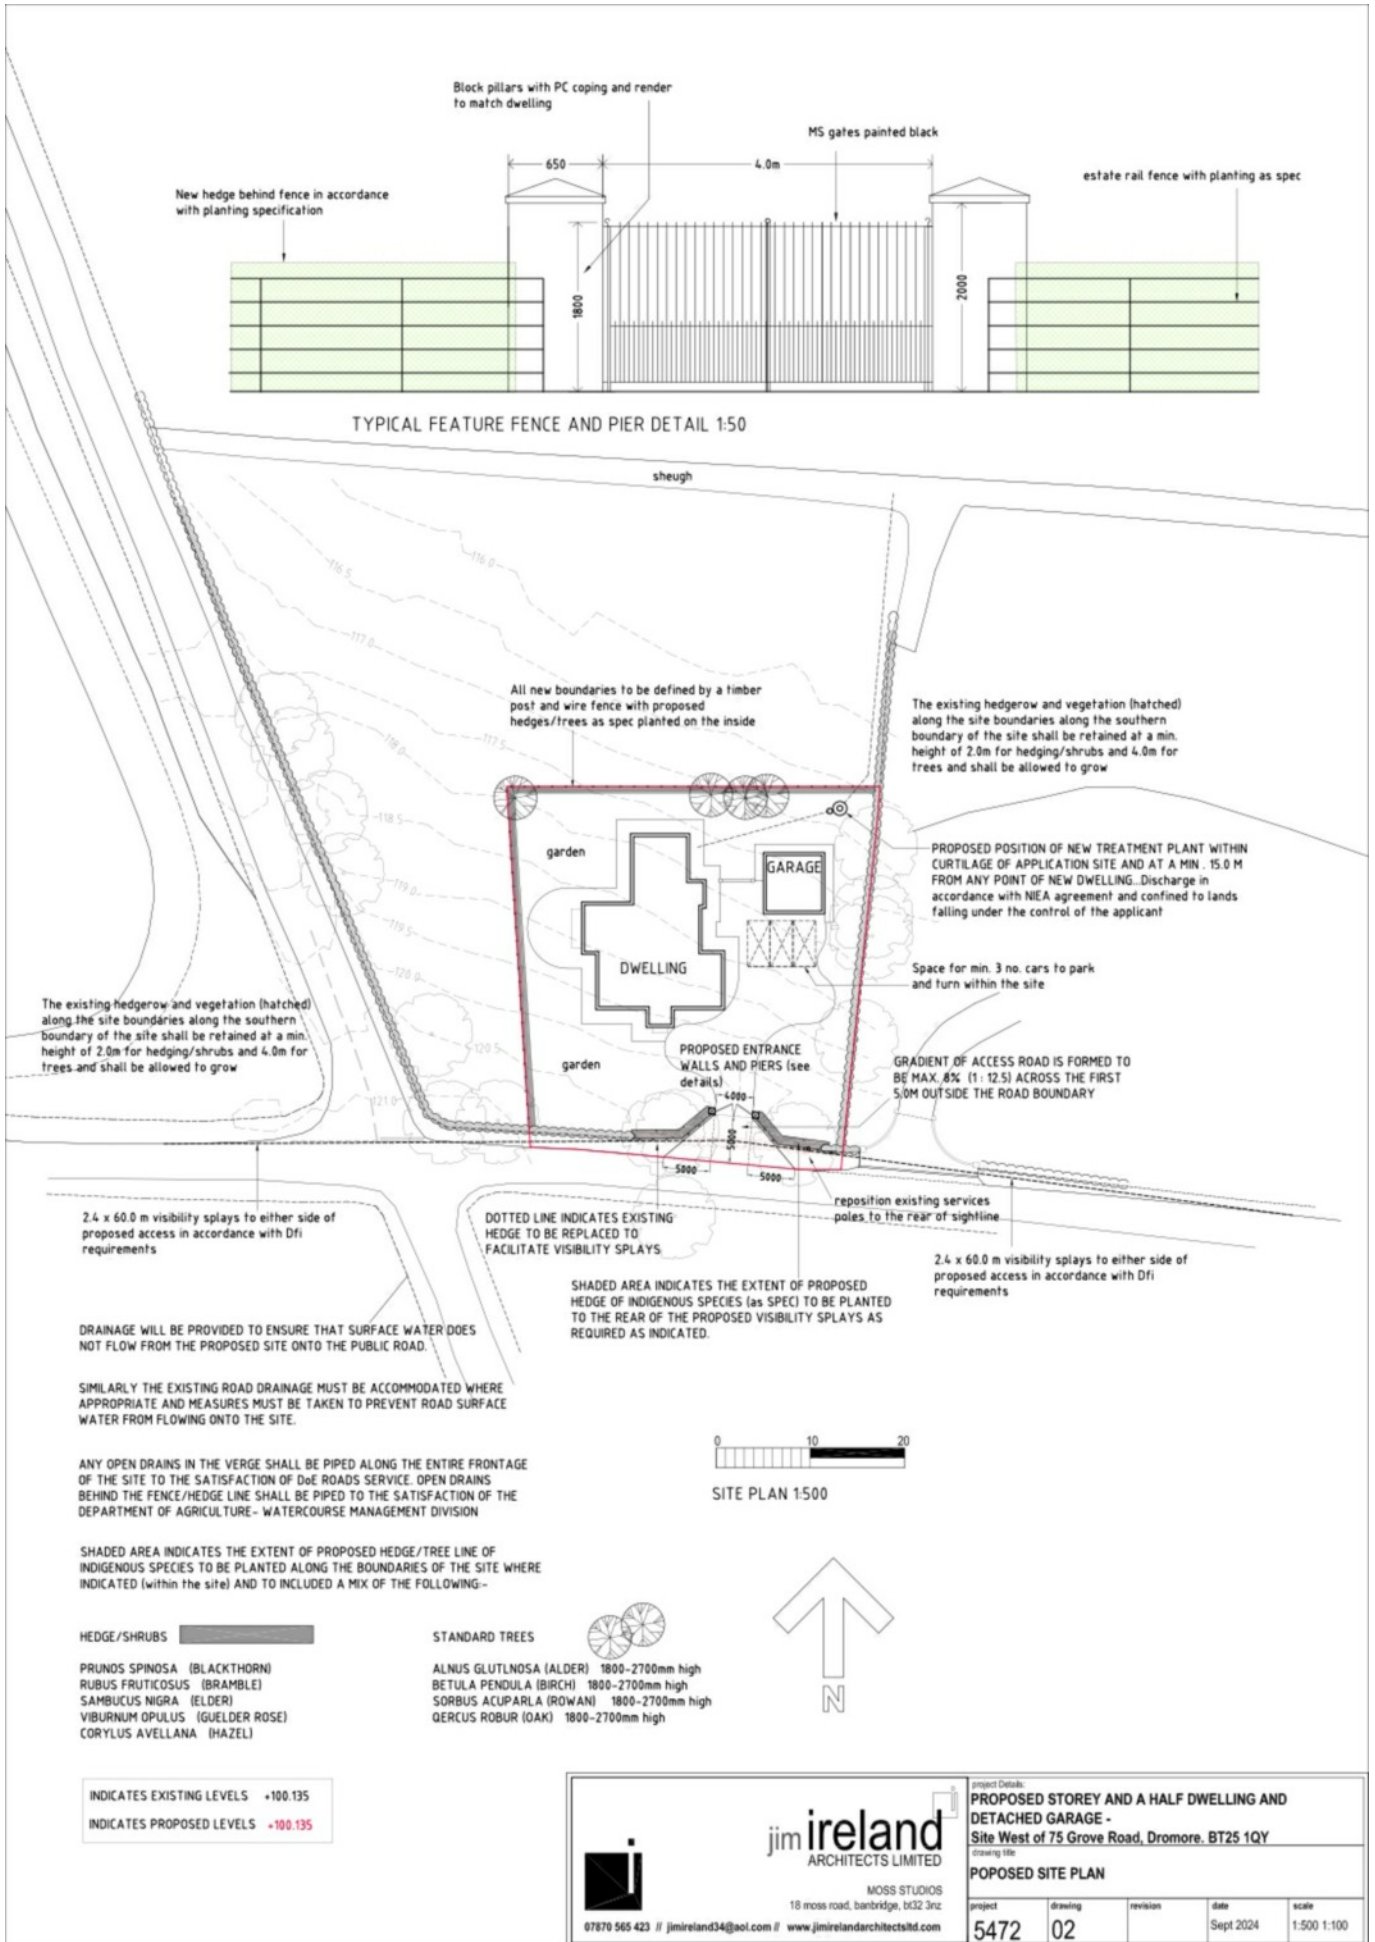 Block pillars with PC coping and render
to match dwelling
MS gates painted black
650
4.0m
estate rail fence with planting as spec
New hedge behind fence in accordance
with planting specification
1800
2000
TYPICAL FEATURE FENCE AND PIER DETAIL 1:50
sheugh
116.0
116.5
117.0
117.5
118.0
118.5
119.0
119.5
120.0
120.5
121.0
All new boundaries to be defined by a timber
post and wire fence with proposed
hedges/trees as spec planted on the inside
The existing hedgerow and vegetation (hatched)
along the site boundaries along the southern
boundary of the site shall be retained at a min.
height of 2.0m for hedging/shrubs and 4.0m for
trees and shall be allowed to grow
garden
GARAGE
PROPOSED POSITION OF NEW TREATMENT PLANT WITHIN
CURTILAGE OF APPLICATION SITE AND AT A MIN . 15.0 M
FROM ANY POINT OF NEW DWELLING...Discharge in
accordance with NIEA agreement and confined to lands
falling under the control of the applicant
DWELLING
Space for min. 3 no. cars to park
and turn within the site
The existing hedgerow and vegetation (hatched)
along the site boundaries along the southern
boundary of the site shall be retained at a min.
height of 2.0m for hedging/shrubs and 4.0m for
trees and shall be allowed to grow
garden
PROPOSED ENTRANCE
WALLS AND PIERS (see
details)
GRADIENT OF ACCESS ROAD IS FORMED TO
BE MAX. 8% (1 : 12.5) ACROSS THE FIRST
5.0M OUTSIDE THE ROAD BOUNDARY
4000
5000
5000
5000
reposition existing services
poles to the rear of sightline
2.4 x 60.0 m visibility splays to either side of
proposed access in accordance with Dfi
requirements
DOTTED LINE INDICATES EXISTING
HEDGE TO BE REPLACED TO
FACILITATE VISIBILITY SPLAYS
2.4 x 60.0 m visibility splays to either side of
proposed access in accordance with Dfi
requirements
SHADED AREA INDICATES THE EXTENT OF PROPOSED
HEDGE OF INDIGENOUS SPECIES (as SPEC) TO BE PLANTED
TO THE REAR OF THE PROPOSED VISIBILITY SPLAYS AS
REQUIRED AS INDICATED.
DRAINAGE WILL BE PROVIDED TO ENSURE THAT SURFACE WATER DOES
NOT FLOW FROM THE PROPOSED SITE ONTO THE PUBLIC ROAD.
SIMILARLY THE EXISTING ROAD DRAINAGE MUST BE ACCOMMODATED WHERE
APPROPRIATE AND MEASURES MUST BE TAKEN TO PREVENT ROAD SURFACE
WATER FROM FLOWING ONTO THE SITE.
ANY OPEN DRAINS IN THE VERGE SHALL BE PIPED ALONG THE ENTIRE FRONTAGE
OF THE SITE TO THE SATISFACTION OF DoE ROADS SERVICE. OPEN DRAINS
BEHIND THE FENCE/HEDGE LINE SHALL BE PIPED TO THE SATISFACTION OF THE
DEPARTMENT OF AGRICULTURE- WATERCOURSE MANAGEMENT DIVISION
0 10 20
SITE PLAN 1:500
SHADED AREA INDICATES THE EXTENT OF PROPOSED HEDGE/TREE LINE OF
INDIGENOUS SPECIES TO BE PLANTED ALONG THE BOUNDARIES OF THE SITE WHERE
INDICATED (within the site) AND TO INCLUDED A MIX OF THE FOLLOWING:-
HEDGE/SHRUBS
PRUNOS SPINOSA (BLACKTHORN)
RUBUS FRUTICOSUS (BRAMBLE)
SAMBUCUS NIGRA (ELDER)
VIBURNUM OPULUS (GUELDER ROSE)
CORYLUS AVELLANA (HAZEL)
STANDARD TREES
ALNUS GLUTLNOSA (ALDER) 1800-2700mm high
BETULA PENDULA (BIRCH) 1800-2700mm high
SORBUS ACUPARLA (ROWAN) 1800-2700mm high
QERCUS ROBUR (OAK) 1800-2700mm high
N
INDICATES EXISTING LEVELS +100.135
INDICATES PROPOSED LEVELS +100.135
jim ireland
ARCHITECTS LIMITED
MOSS STUDIOS
18 moss road, banbridge, bt32 3nz
07870 565 423 // jimireland34@aol.com // www.jimirelandarchitectsltd.com
project Details:
PROPOSED STOREY AND A HALF DWELLING AND
DETACHED GARAGE -
Site West of 75 Grove Road, Dromore. BT25 1QY
drawing title
POPOSED SITE PLAN
project drawing revision date scale
5472 02 Sept 2024 1:500 1:100